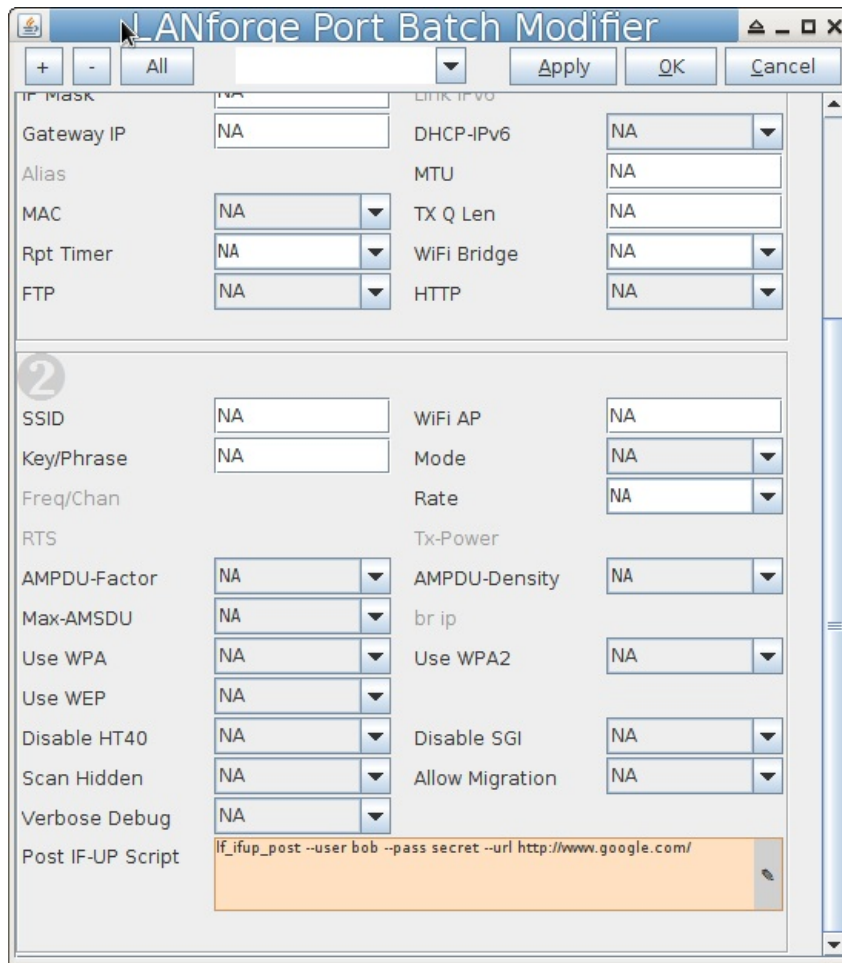 LANforge Port Batch Modifier
+ - All Apply OK Cancel
IP Mask NA Link IPv6
Gateway IP NA DHCP-IPv6 NA
Alias MTU NA
MAC NA TX Q Len NA
Rpt Timer NA WiFi Bridge NA
FTP NA HTTP NA
2
SSID NA WiFi AP NA
Key/Phrase NA Mode NA
Freq/Chan Rate NA
RTS Tx-Power
AMPDU-Factor NA AMPDU-Density NA
Max-AMSDU NA br ip
Use WPA NA Use WPA2 NA
Use WEP NA
Disable HT40 NA Disable SGI NA
Scan Hidden NA Allow Migration NA
Verbose Debug NA
Post IF-UP Script lf_ifup_post --user bob --pass secret --url http://www.google.com/